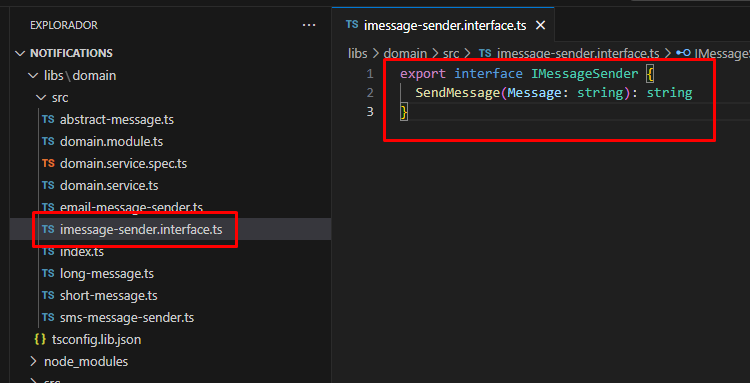 EXPLORADOR ···
NOTIFICATIONS
libs\domain
src
TS abstract-message.ts
TS domain.module.ts
TS domain.service.spec.ts
TS domain.service.ts
TS email-message-sender.ts
TS imessage-sender.interface.ts
TS index.ts
TS long-message.ts
TS short-message.ts
TS sms-message-sender.ts
{} tsconfig.lib.json
node_modules
src
TS imessage-sender.interface.ts ×
libs > domain > src > TS imessage-sender.interface.ts > IMessageS
1 export interface IMessageSender {
2 SendMessage(Message: string): string
3 }